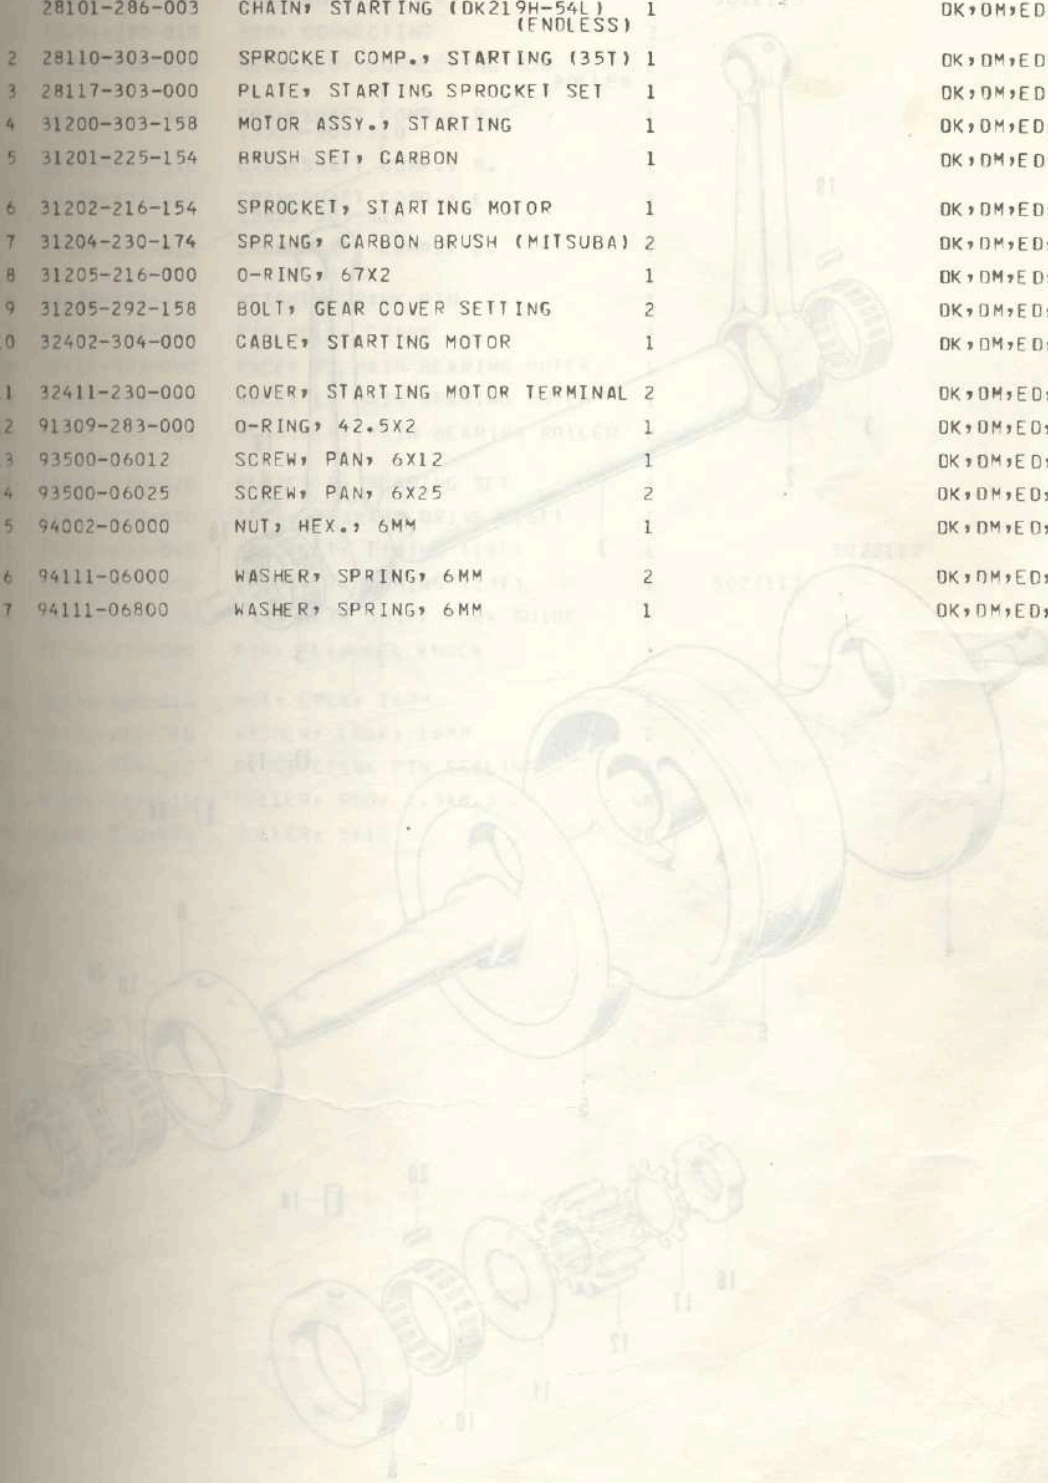 28101-286-003 CHAIN, STARTING (DK219H-54L) 1 DK,DM,ED
(ENDLESS)
2 28110-303-000 SPROCKET COMP., STARTING (35T) 1 DK,DM,ED
3 28117-303-000 PLATE, STARTING SPROCKET SET 1 DK,DM,ED
4 31200-303-158 MOTOR ASSY., STARTING 1 DK,DM,ED
5 31201-225-154 BRUSH SET, CARBON 1 DK,DM,ED
6 31202-216-154 SPROCKET, STARTING MOTOR 1 DK,DM,ED,
7 31204-230-174 SPRING, CARBON BRUSH (MITSUBA) 2 DK,DM,ED,
8 31205-216-000 O-RING, 67X2 1 DK,DM,ED,
9 31205-292-158 BOLT, GEAR COVER SETTING 2 DK,DM,ED,
0 32402-304-000 CABLE, STARTING MOTOR 1 DK,DM,ED,
1 32411-230-000 COVER, STARTING MOTOR TERMINAL 2 DK,DM,ED,
2 91309-283-000 O-RING, 42.5X2 1 DK,DM,ED,
3 93500-06012 SCREW, PAN, 6X12 1 DK,DM,ED,
4 93500-06025 SCREW, PAN, 6X25 2 DK,DM,ED,
5 94002-06000 NUT, HEX., 6MM 1 DK,DM,ED,
6 94111-06000 WASHER, SPRING, 6MM 2 DK,DM,ED,
7 94111-06800 WASHER, SPRING, 6MM 1 DK,DM,ED,